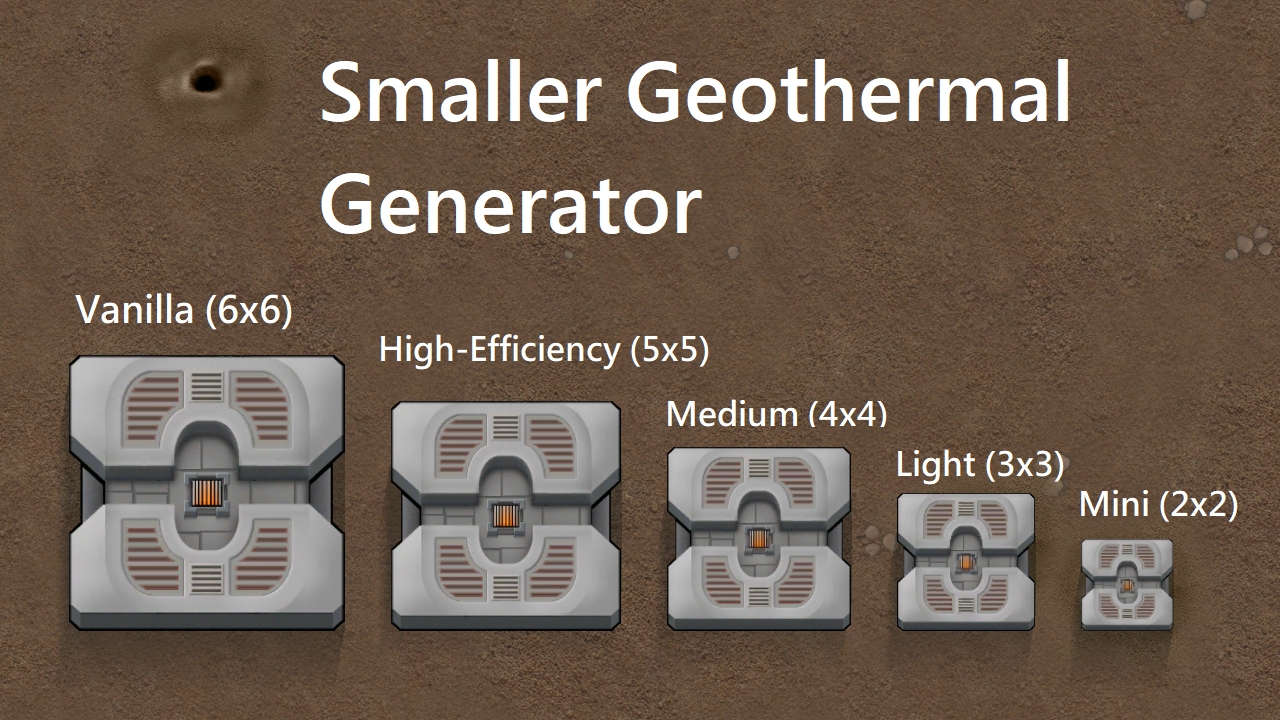 Smaller Geothermal
Generator
Vanilla (6x6)
High-Efficiency (5x5)
Medium (4x4)
Light (3x3)
Mini (2x2)